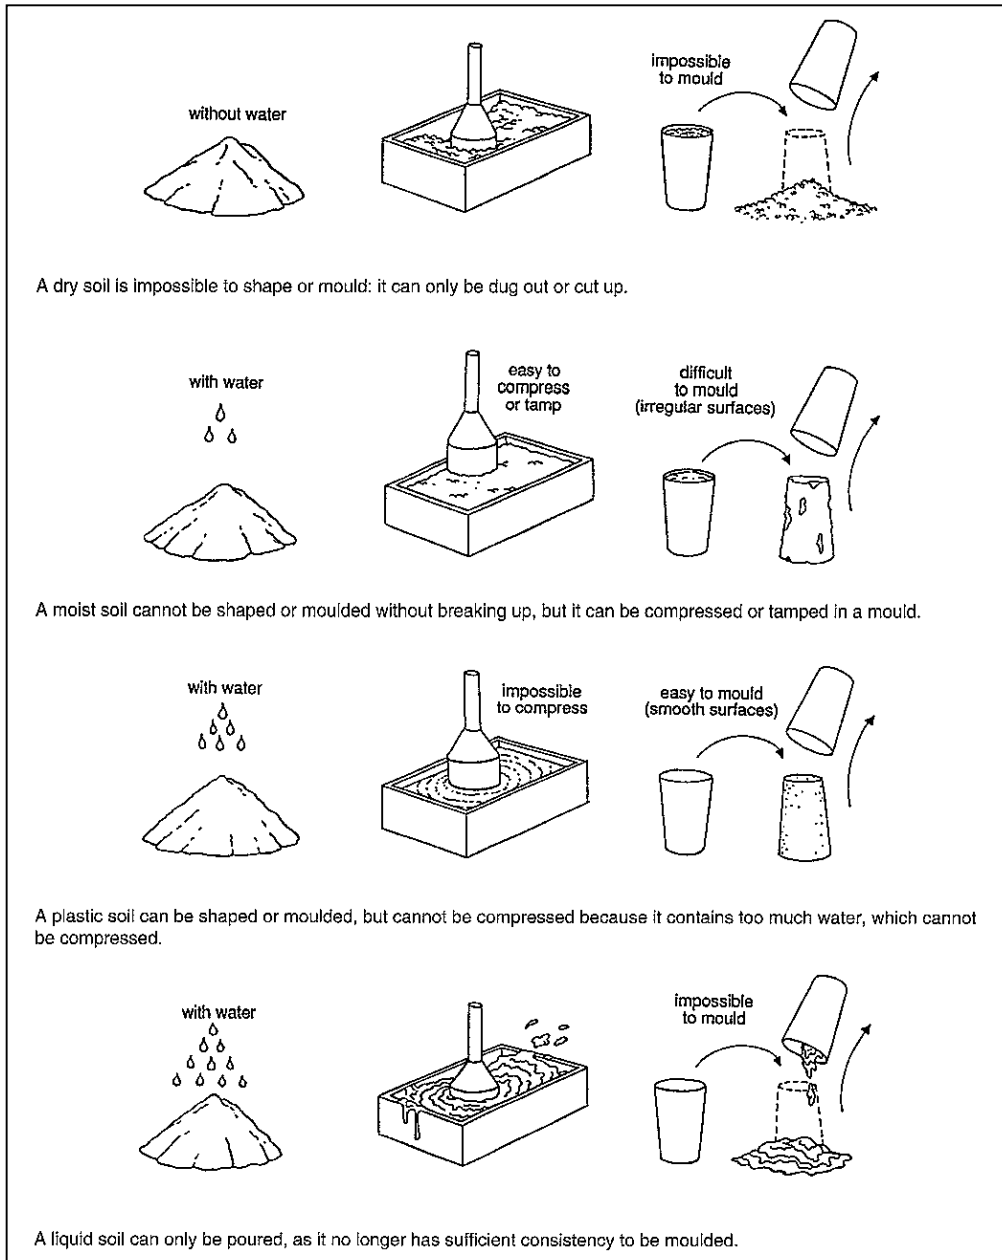 without water
impossible
to mould
A dry soil is impossible to shape or mould: it can only be dug out or cut up.
with water
easy to
compress
or tamp
difficult
to mould
(irregular surfaces)
A moist soil cannot be shaped or moulded without breaking up, but it can be compressed or tamped in a mould.
with water
impossible
to compress
easy to mould
(smooth surfaces)
A plastic soil can be shaped or moulded, but cannot be compressed because it contains too much water, which cannot
be compressed.
with water
impossible
to mould
A liquid soil can only be poured, as it no longer has sufficient consistency to be moulded.